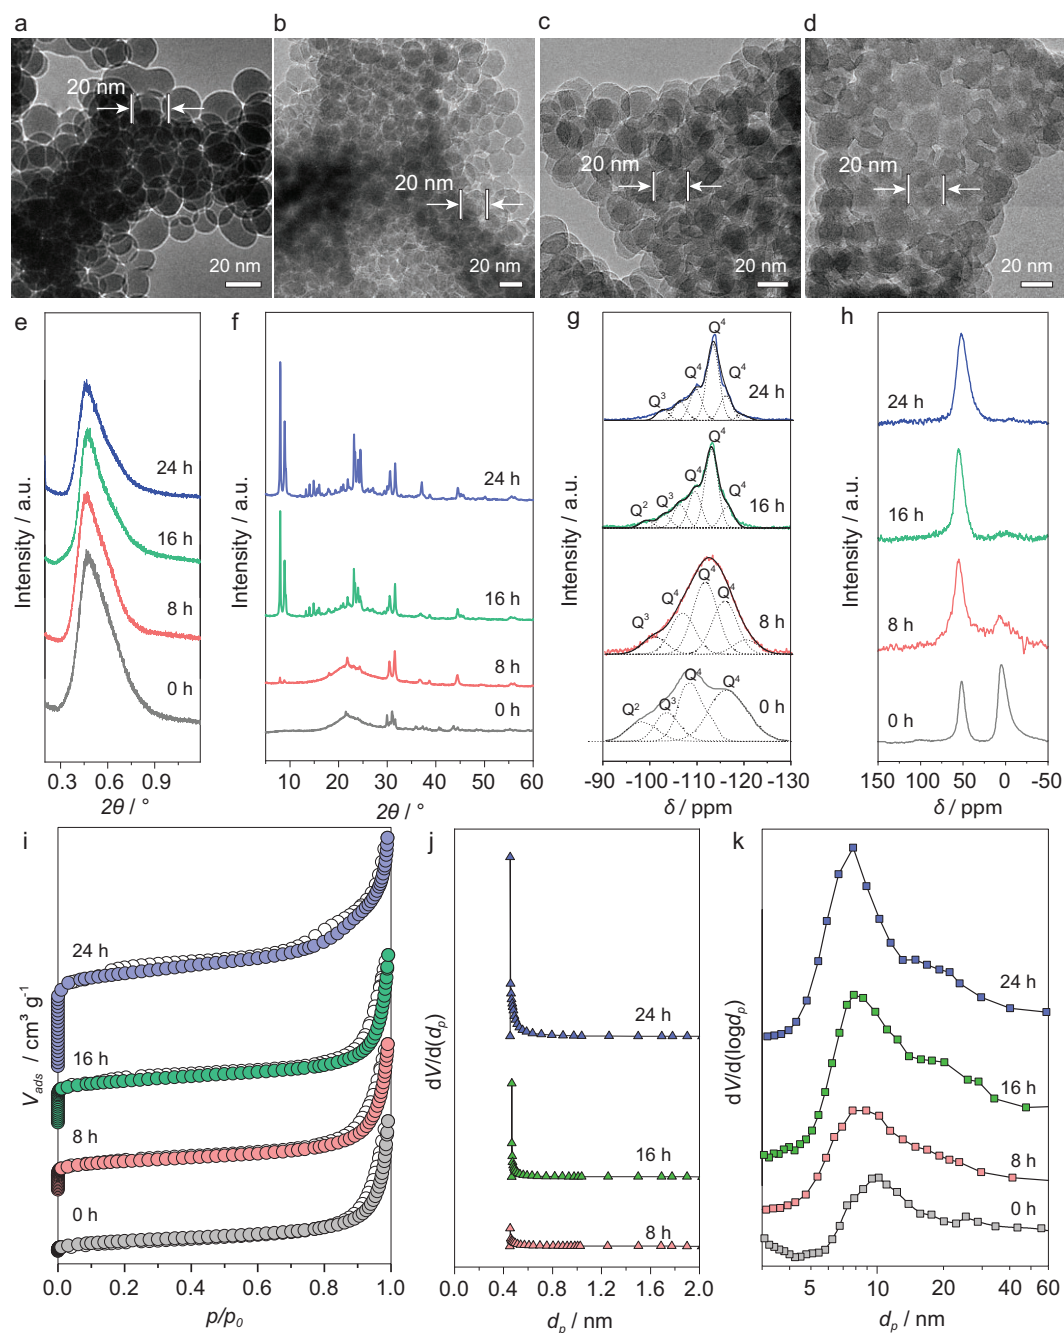 a
b
c
d
20 nm
20 nm
20 nm
20 nm
20 nm
20 nm
20 nm
20 nm
e
f
g
h
Intensity / a.u.
24 h
16 h
8 h
0 h
0.3 0.6 0.9
2θ / °
Intensity / a.u.
24 h
16 h
8 h
0 h
10 20 30 40 50 60
2θ / °
Intensity / a.u.
Q⁴
Q⁴
Q⁴
Q³
24 h
Q⁴
Q⁴
Q⁴
Q³
Q²
16 h
Q⁴
Q⁴
Q⁴
Q³
8 h
Q⁴
Q⁴
Q³
Q²
0 h
-90 -100 -110 -120 -130
δ / ppm
Intensity / a.u.
24 h
16 h
8 h
0 h
150 100 50 0 -50
δ / ppm
i
j
k
V_ads / cm³ g⁻¹
24 h
16 h
8 h
0 h
0.0 0.2 0.4 0.6 0.8 1.0
p/p₀
dV/d(d_p)
24 h
16 h
8 h
0.0 0.4 0.8 1.2 1.6 2.0
d_p / nm
dV/d(logd_p)
24 h
16 h
8 h
0 h
5 10 20 40 60
d_p / nm